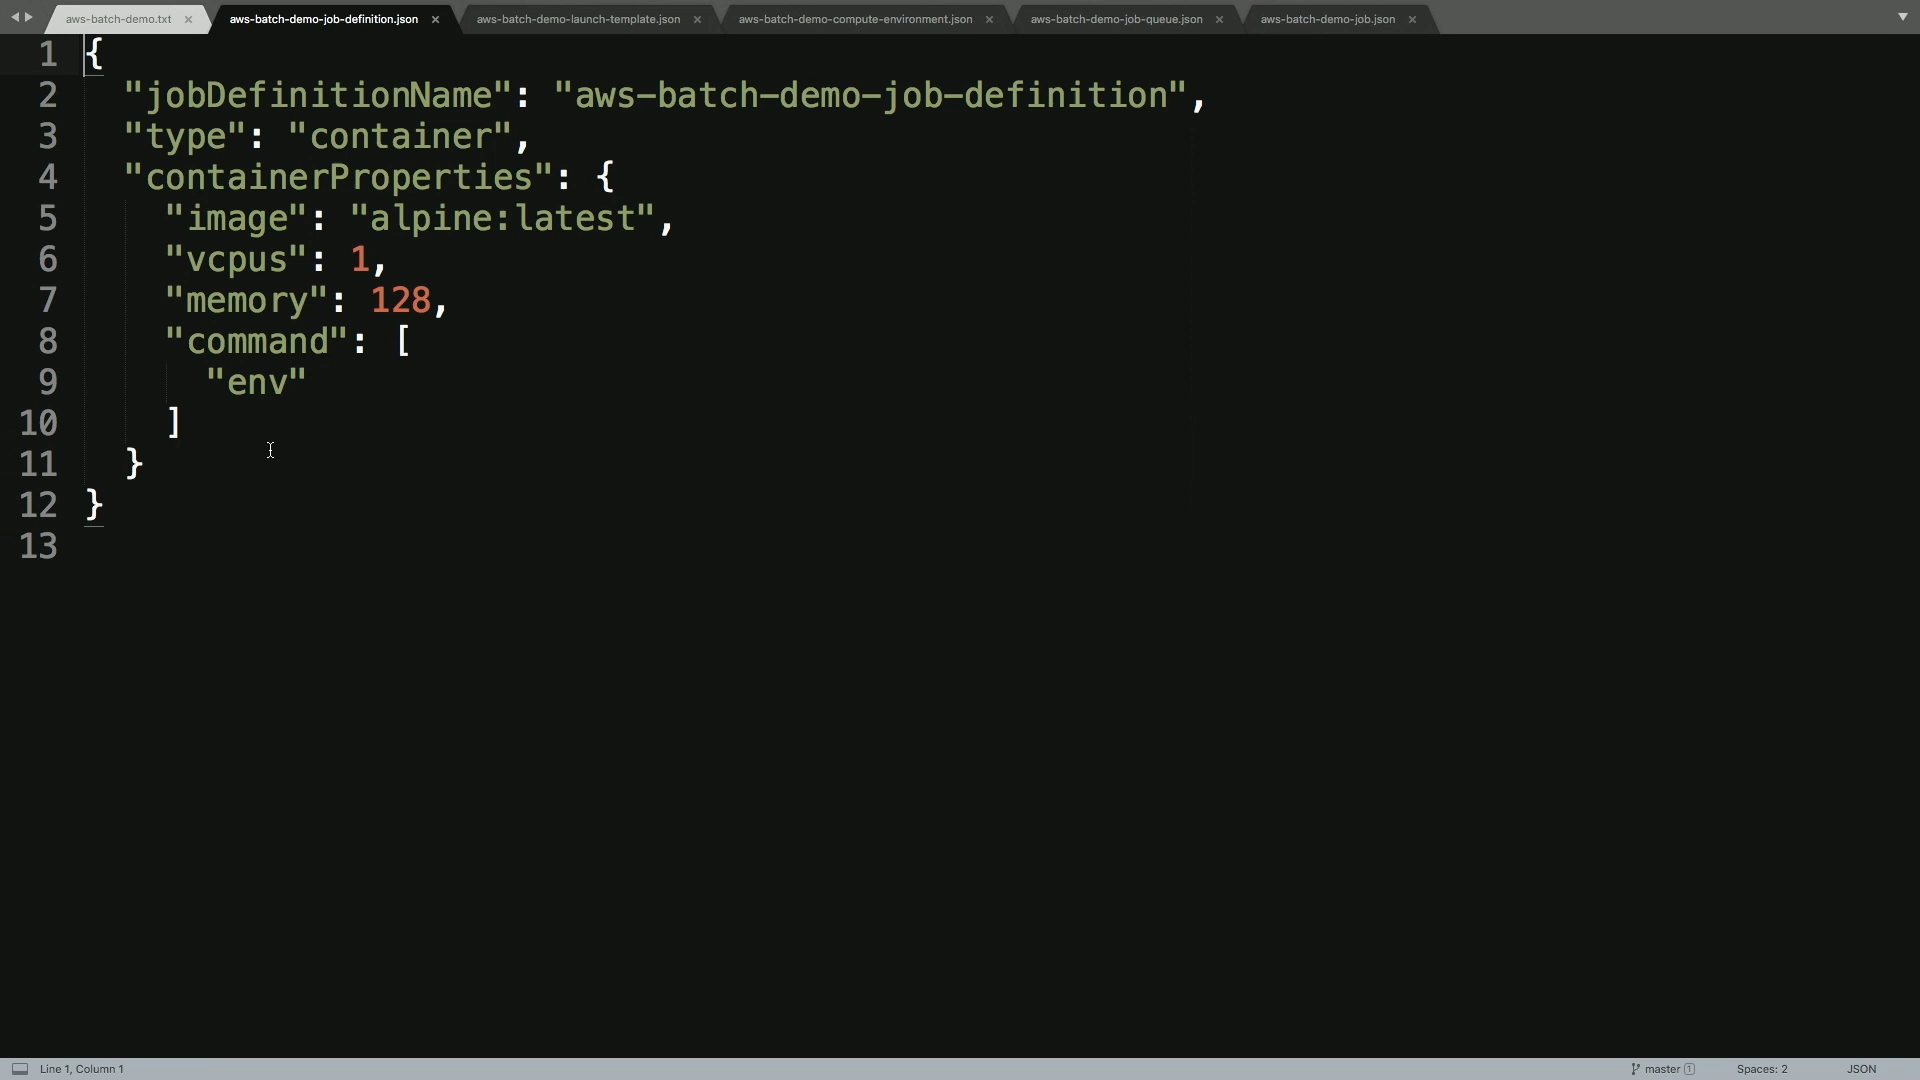 aws-batch-demo.txt × aws-batch-demo-job-definition.json × aws-batch-demo-launch-template.json × aws-batch-demo-compute-environment.json × aws-batch-demo-job-queue.json × aws-batch-demo-job.json ×
1 {
2 "jobDefinitionName": "aws-batch-demo-job-definition",
3 "type": "container",
4 "containerProperties": {
5 "image": "alpine:latest",
6 "vcpus": 1,
7 "memory": 128,
8 "command": [
9 "env"
10 ]
11 }
12 }
13
Line 1, Column 1 master 1 Spaces: 2 JSON